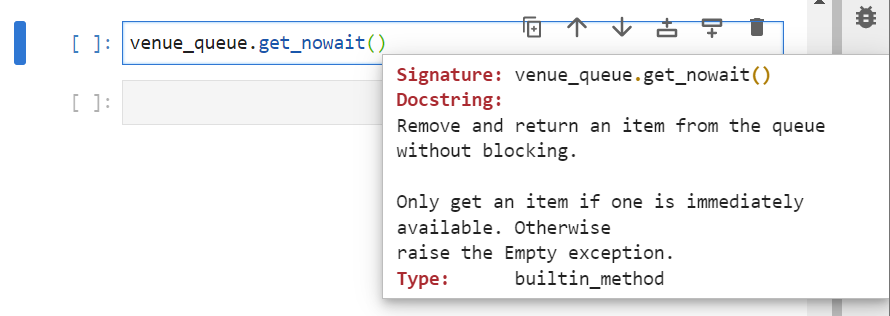 [ ]: venue_queue.get_nowait()
Signature: venue_queue.get_nowait()
Docstring:
[ ]:
Remove and return an item from the queue
without blocking.
Only get an item if one is immediately
available. Otherwise
raise the Empty exception.
Type: builtin_method